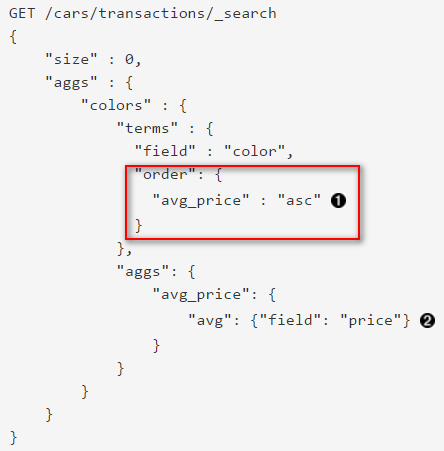 GET /cars/transactions/_search
{
    "size" : 0,
    "aggs" : {
        "colors" : {
            "terms" : {
              "field" : "color",
              "order": {
                "avg_price" : "asc" ❶
              }
            },
            "aggs": {
                "avg_price": {
                    "avg": {"field": "price"} ❷
                }
            }
        }
    }
}